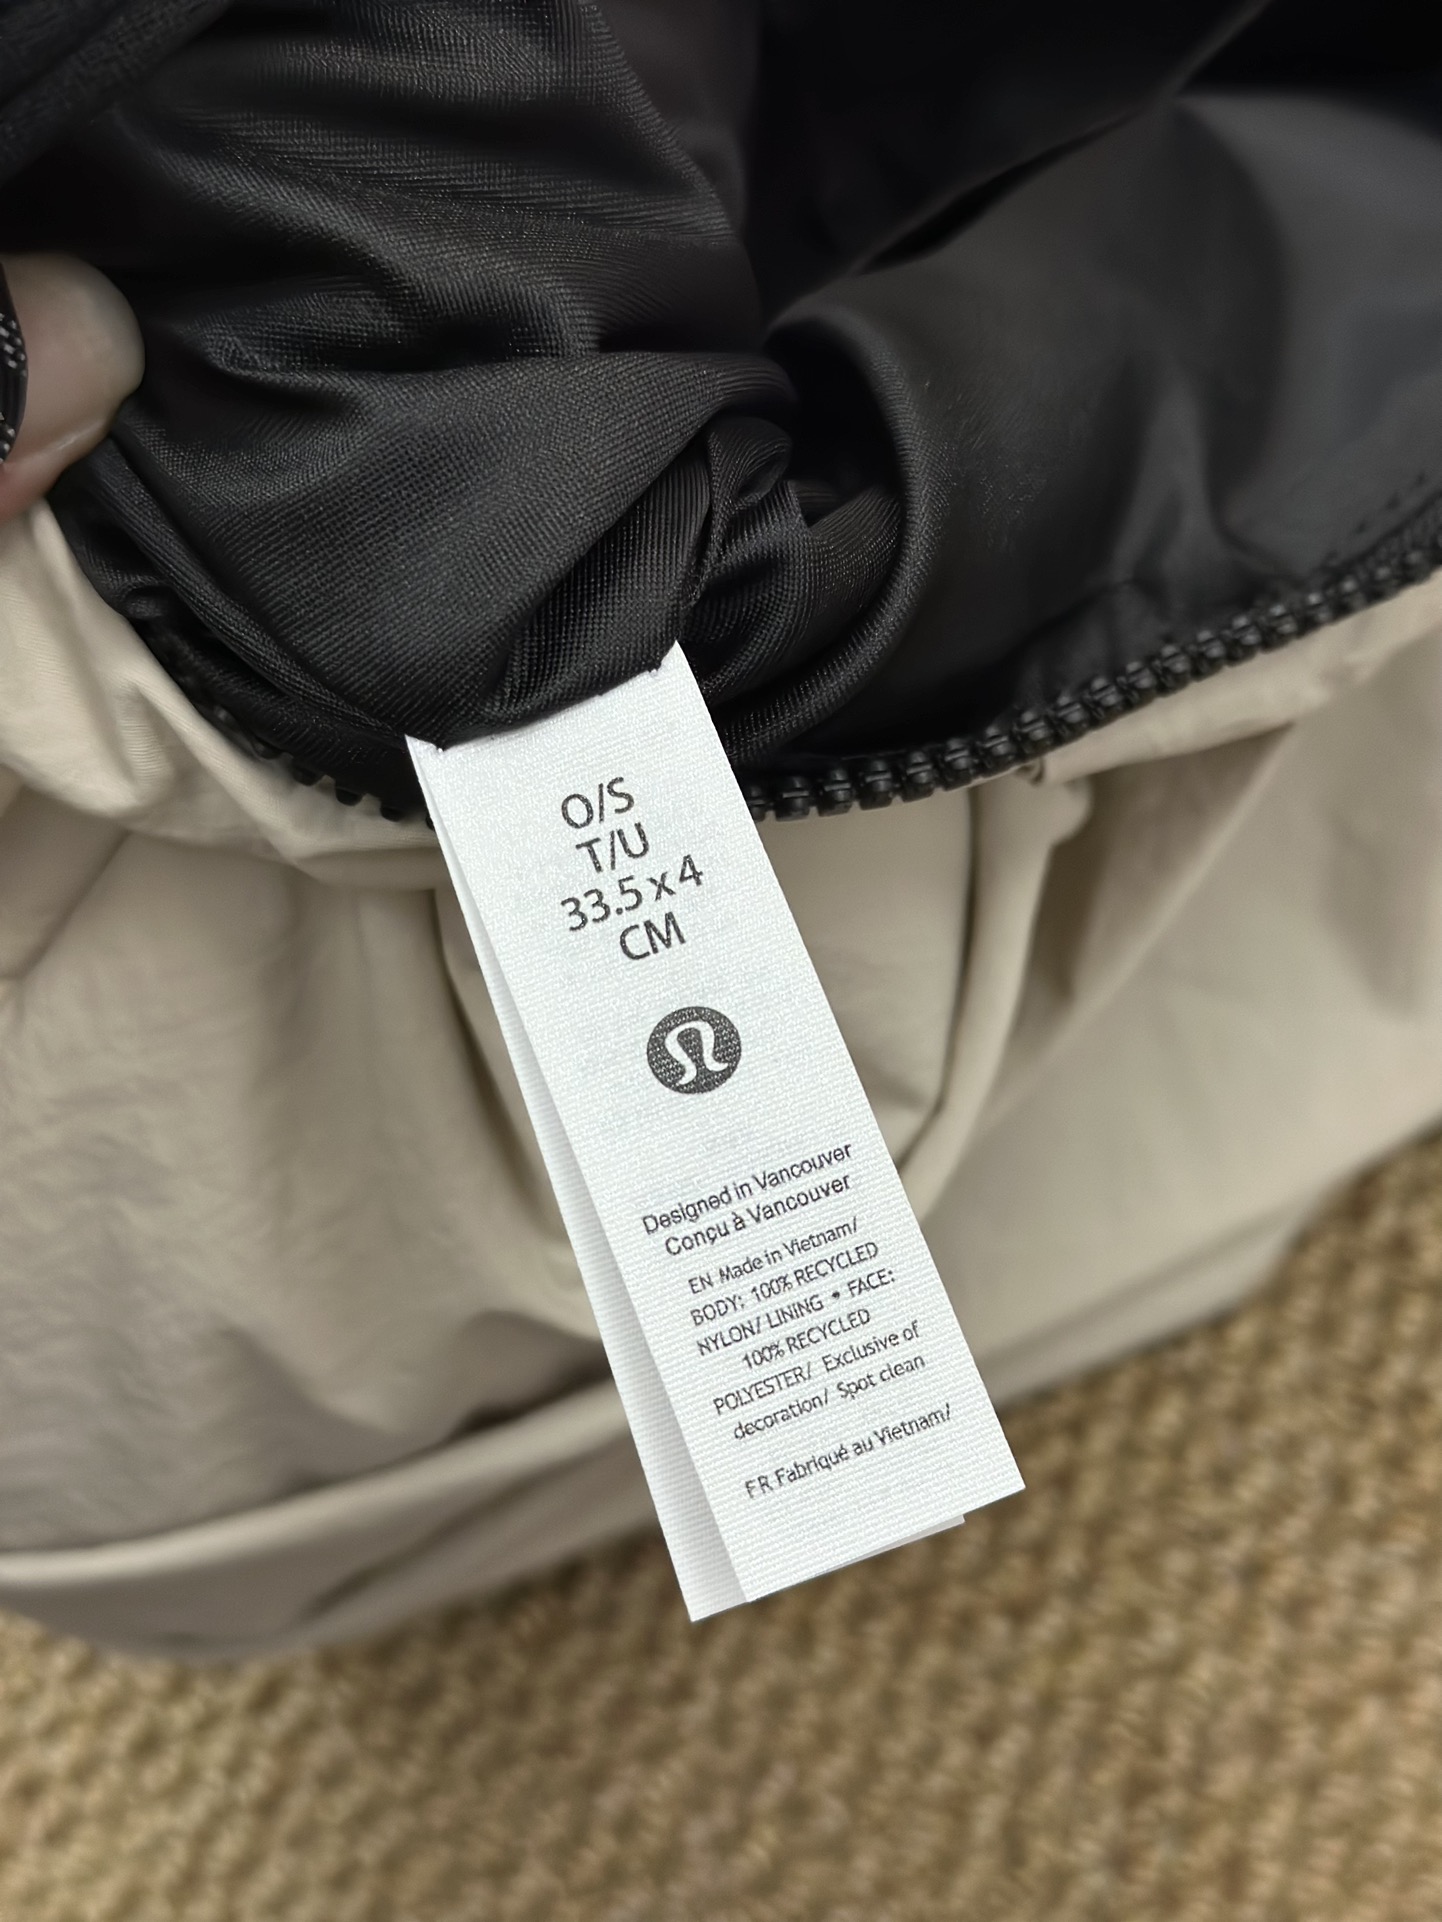 O/S
T/U
33.5 x 4
CM
Designed in Vancouver
Conçu à Vancouver
EN Made in Vietnam/
BODY: 100% RECYCLED
NYLON/ LINING • FACE:
100% RECYCLED
POLYESTER/ Exclusive of
decoration/ Spot clean
FR Fabriqué au Vietnam/